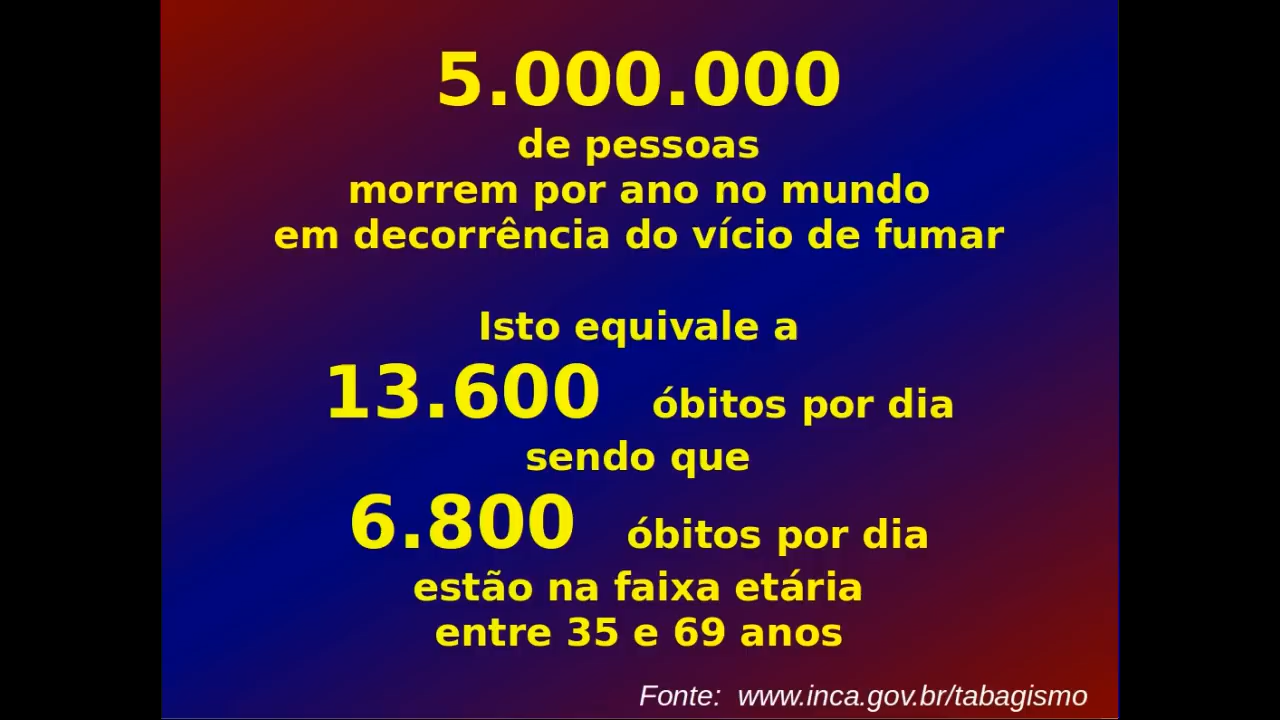 5.000.000
de pessoas
morrem por ano no mundo
em decorrência do vício de fumar
Isto equivale a
13.600 óbitos por dia
sendo que
6.800 óbitos por dia
estão na faixa etária
entre 35 e 69 anos
Fonte: www.inca.gov.br/tabagismo